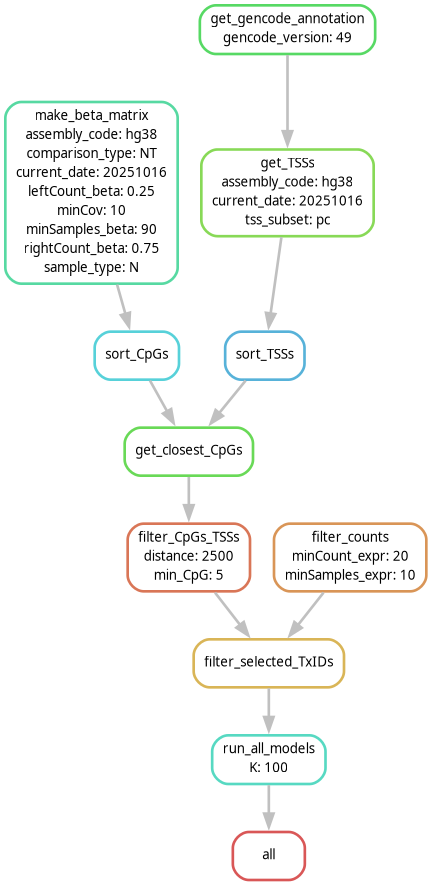 get_gencode_annotation
gencode_version: 49
make_beta_matrix
assembly_code: hg38
comparison_type: NT
current_date: 20251016
leftCount_beta: 0.25
minCov: 10
minSamples_beta: 90
rightCount_beta: 0.75
sample_type: N
get_TSSs
assembly_code: hg38
current_date: 20251016
tss_subset: pc
sort_CpGs
sort_TSSs
get_closest_CpGs
filter_CpGs_TSSs
distance: 2500
min_CpG: 5
filter_counts
minCount_expr: 20
minSamples_expr: 10
filter_selected_TxIDs
run_all_models
K: 100
all